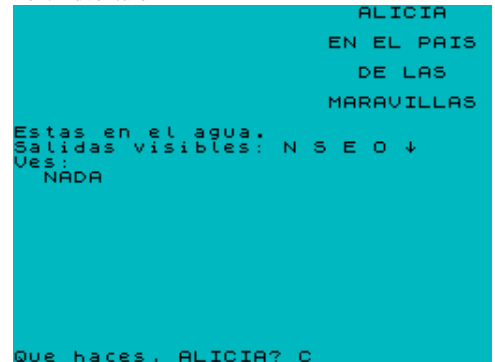 ALICIA
EN EL PAIS
DE LAS
MARAVILLAS
Estas en el agua.
Salidas visibles: N S E O ↓
Ves:
NADA
Que haces, ALICIA? C